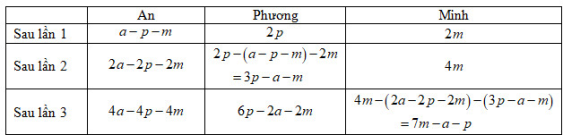 An Phương Minh
Sau lần 1 a − p − m 2p 2m
Sau lần 2 2a − 2p − 2m 2p − (a − p − m) − 2m 4m
= 3p − a − m
Sau lần 3 4a − 4p − 4m 6p − 2a − 2m 4m − (2a − 2p − 2m) − (3p − a − m)
= 7m − a − p